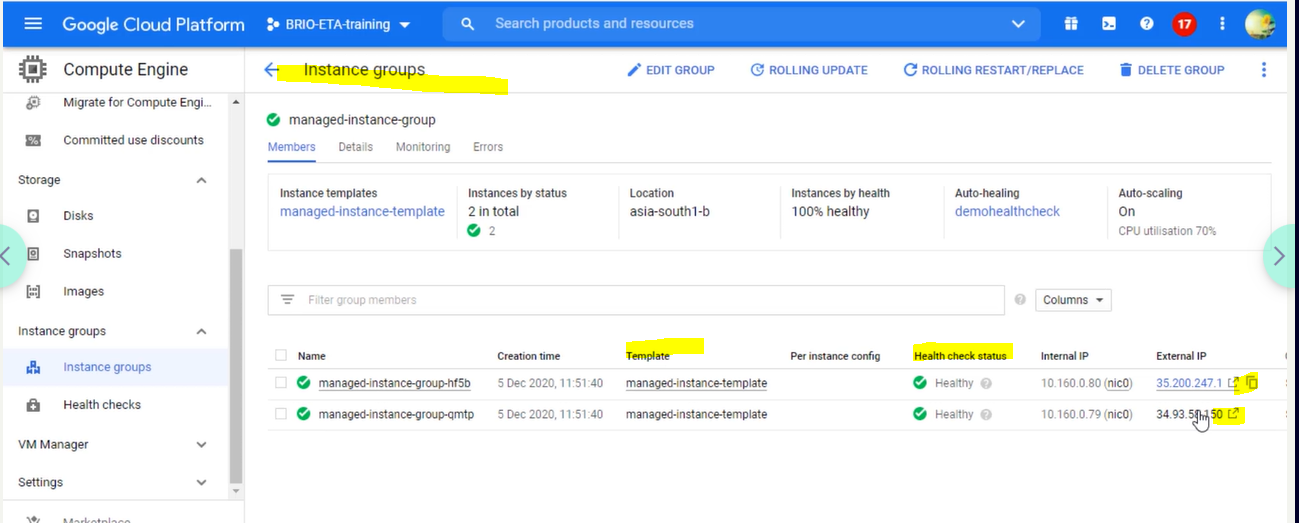 Google Cloud Platform BRIO-ETA-training Search products and resources 17
Compute Engine Instance groups EDIT GROUP ROLLING UPDATE ROLLING RESTART/REPLACE DELETE GROUP
Migrate for Compute Engi...
Committed use discounts
Storage
Disks
Snapshots
Images
Instance groups
Instance groups
Health checks
VM Manager
Settings
Marketplace
managed-instance-group
Members Details Monitoring Errors
Instance templates Instances by status Location Instances by health Auto-healing Auto-scaling
managed-instance-template 2 in total asia-south1-b 100% healthy demohealthcheck On
2 CPU utilisation 70%
Filter group members Columns
Name Creation time Template Per instance config Health check status Internal IP External IP
managed-instance-group-hf5b 5 Dec 2020, 11:51:40 managed-instance-template Healthy 10.160.0.80 (nic0) 35.200.247.1
managed-instance-group-qmtp 5 Dec 2020, 11:51:40 managed-instance-template Healthy 10.160.0.79 (nic0)